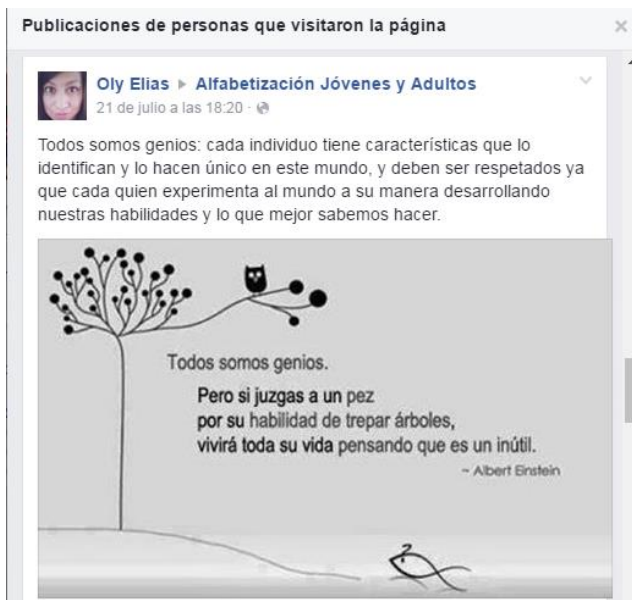 Publicaciones de personas que visitaron la página
Oly Elias ▸ Alfabetización Jóvenes y Adultos
21 de julio a las 18:20 ·
Todos somos genios: cada individuo tiene características que lo
identifican y lo hacen único en este mundo, y deben ser respetados ya
que cada quien experimenta al mundo a su manera desarrollando
nuestras habilidades y lo que mejor sabemos hacer.
Todos somos genios.
Pero si juzgas a un pez
por su habilidad de trepar árboles,
vivirá toda su vida pensando que es un inútil.
~ Albert Einstein